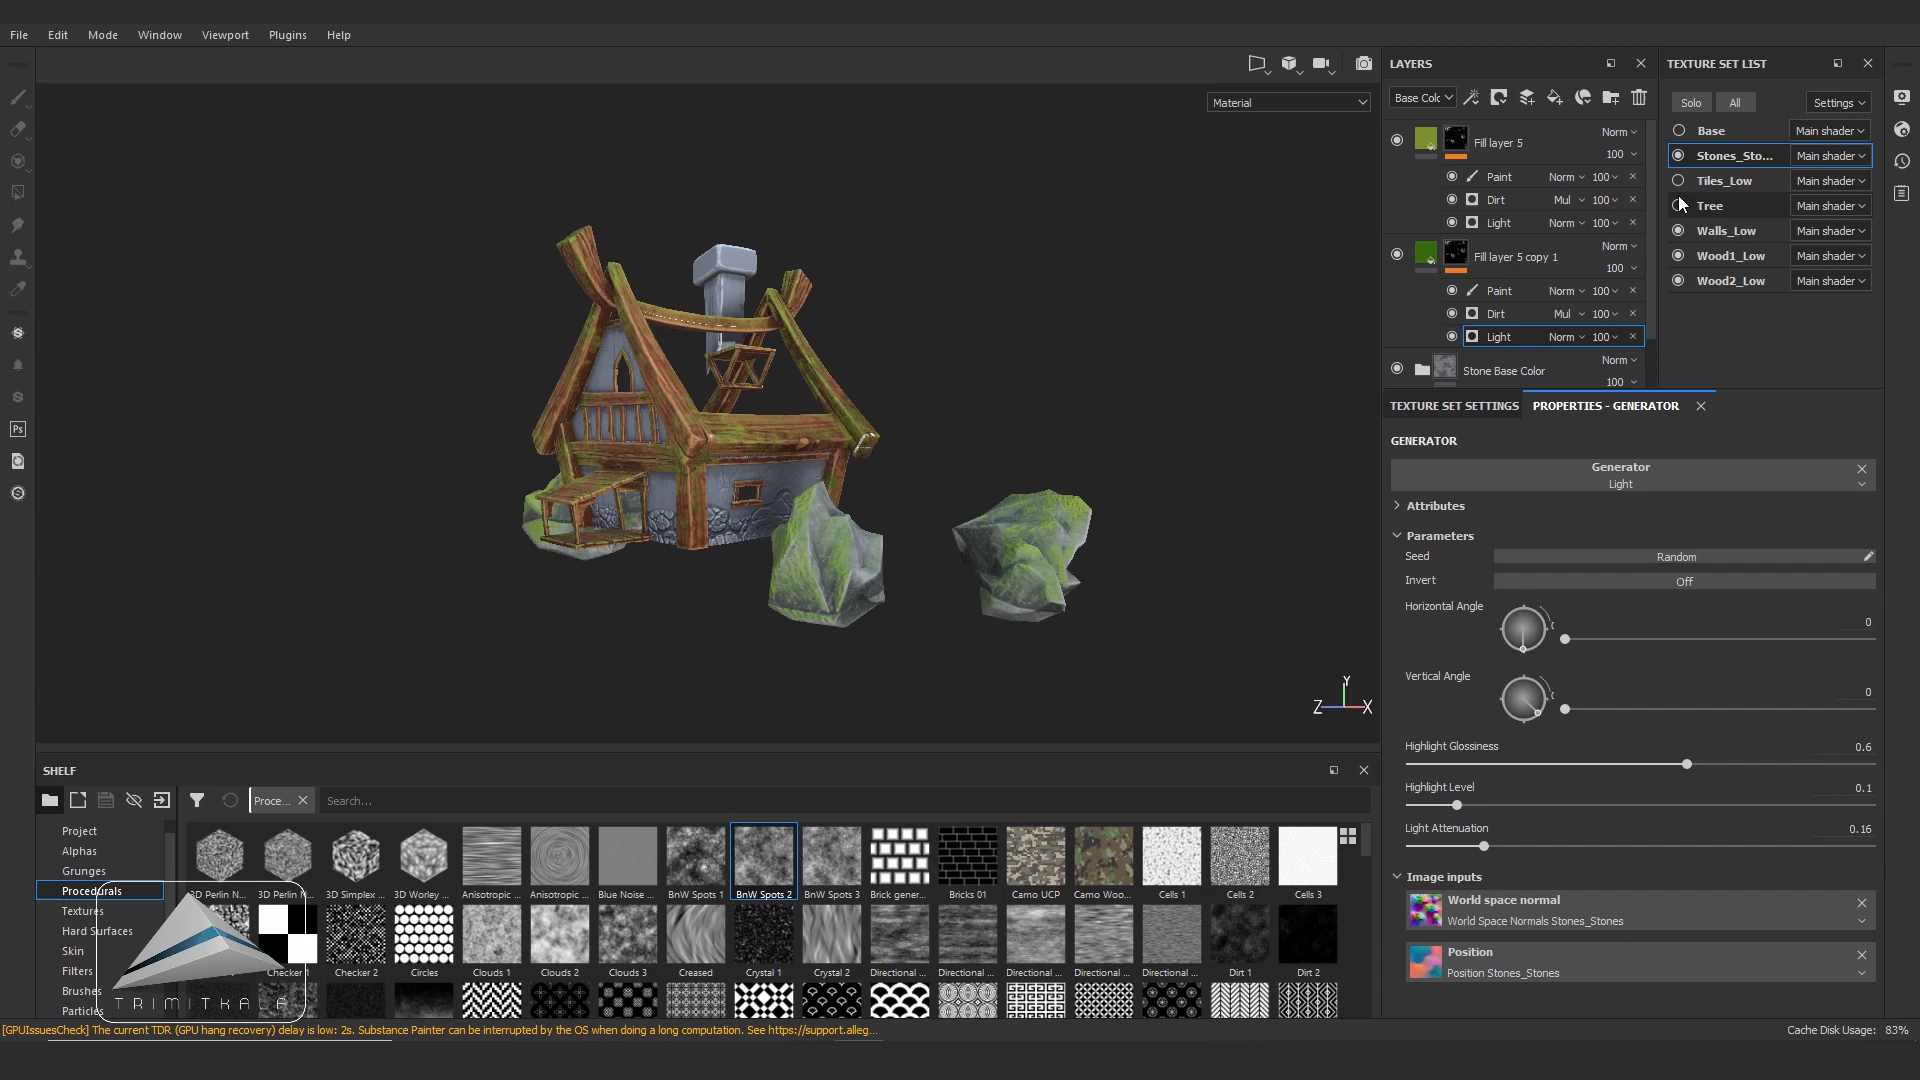 File Edit Mode Window Viewport Plugins Help
Material
Y
Z X
LAYERS
Base Colc
Fill layer 5 Norm
100
Paint Norm 100
Dirt Mul 100
Light Norm 100
Fill layer 5 copy 1 Norm
100
Paint Norm 100
Dirt Mul 100
Light Norm 100
Stone Base Color Norm
100
TEXTURE SET LIST
Solo All Settings
Base Main shader
Stones_Sto... Main shader
Tiles_Low Main shader
Tree Main shader
Walls_Low Main shader
Wood1_Low Main shader
Wood2_Low Main shader
TEXTURE SET SETTINGS PROPERTIES - GENERATOR
GENERATOR
Generator
Light
Attributes
Parameters
Seed Random
Invert Off
Horizontal Angle 0
Vertical Angle 0
Highlight Glossiness 0.6
Highlight Level 0.1
Light Attenuation 0.16
Image inputs
World space normal
World Space Normals Stones_Stones
Position
Position Stones_Stones
SHELF
Proce... Search...
Project
Alphas
Grunges
Procedurals
Textures
Hard Surfaces
Skin
Filters
Brushes
Particles
Ps
3D Perlin N... 3D Perlin N... 3D Simplex ... 3D Worley ... Anisotropic ... Anisotropic ... Blue Noise ... BnW Spots 1 BnW Spots 2 BnW Spots 3 Brick gener... Bricks 01 Camo UCP Camo Woo... Cells 1 Cells 2 Cells 3
Checker 1 Checker 2 Circles Clouds 1 Clouds 2 Clouds 3 Creased Crystal 1 Crystal 2 Directional ... Directional ... Directional ... Directional ... Directional ... Dirt 1 Dirt 2
TRIMITKALA
[GPUIssuesCheck] The current TDR (GPU hang recovery) delay is low: 2s. Substance Painter can be interrupted by the OS when doing a long computation. See https://support.alleg...
Cache Disk Usage: 83%